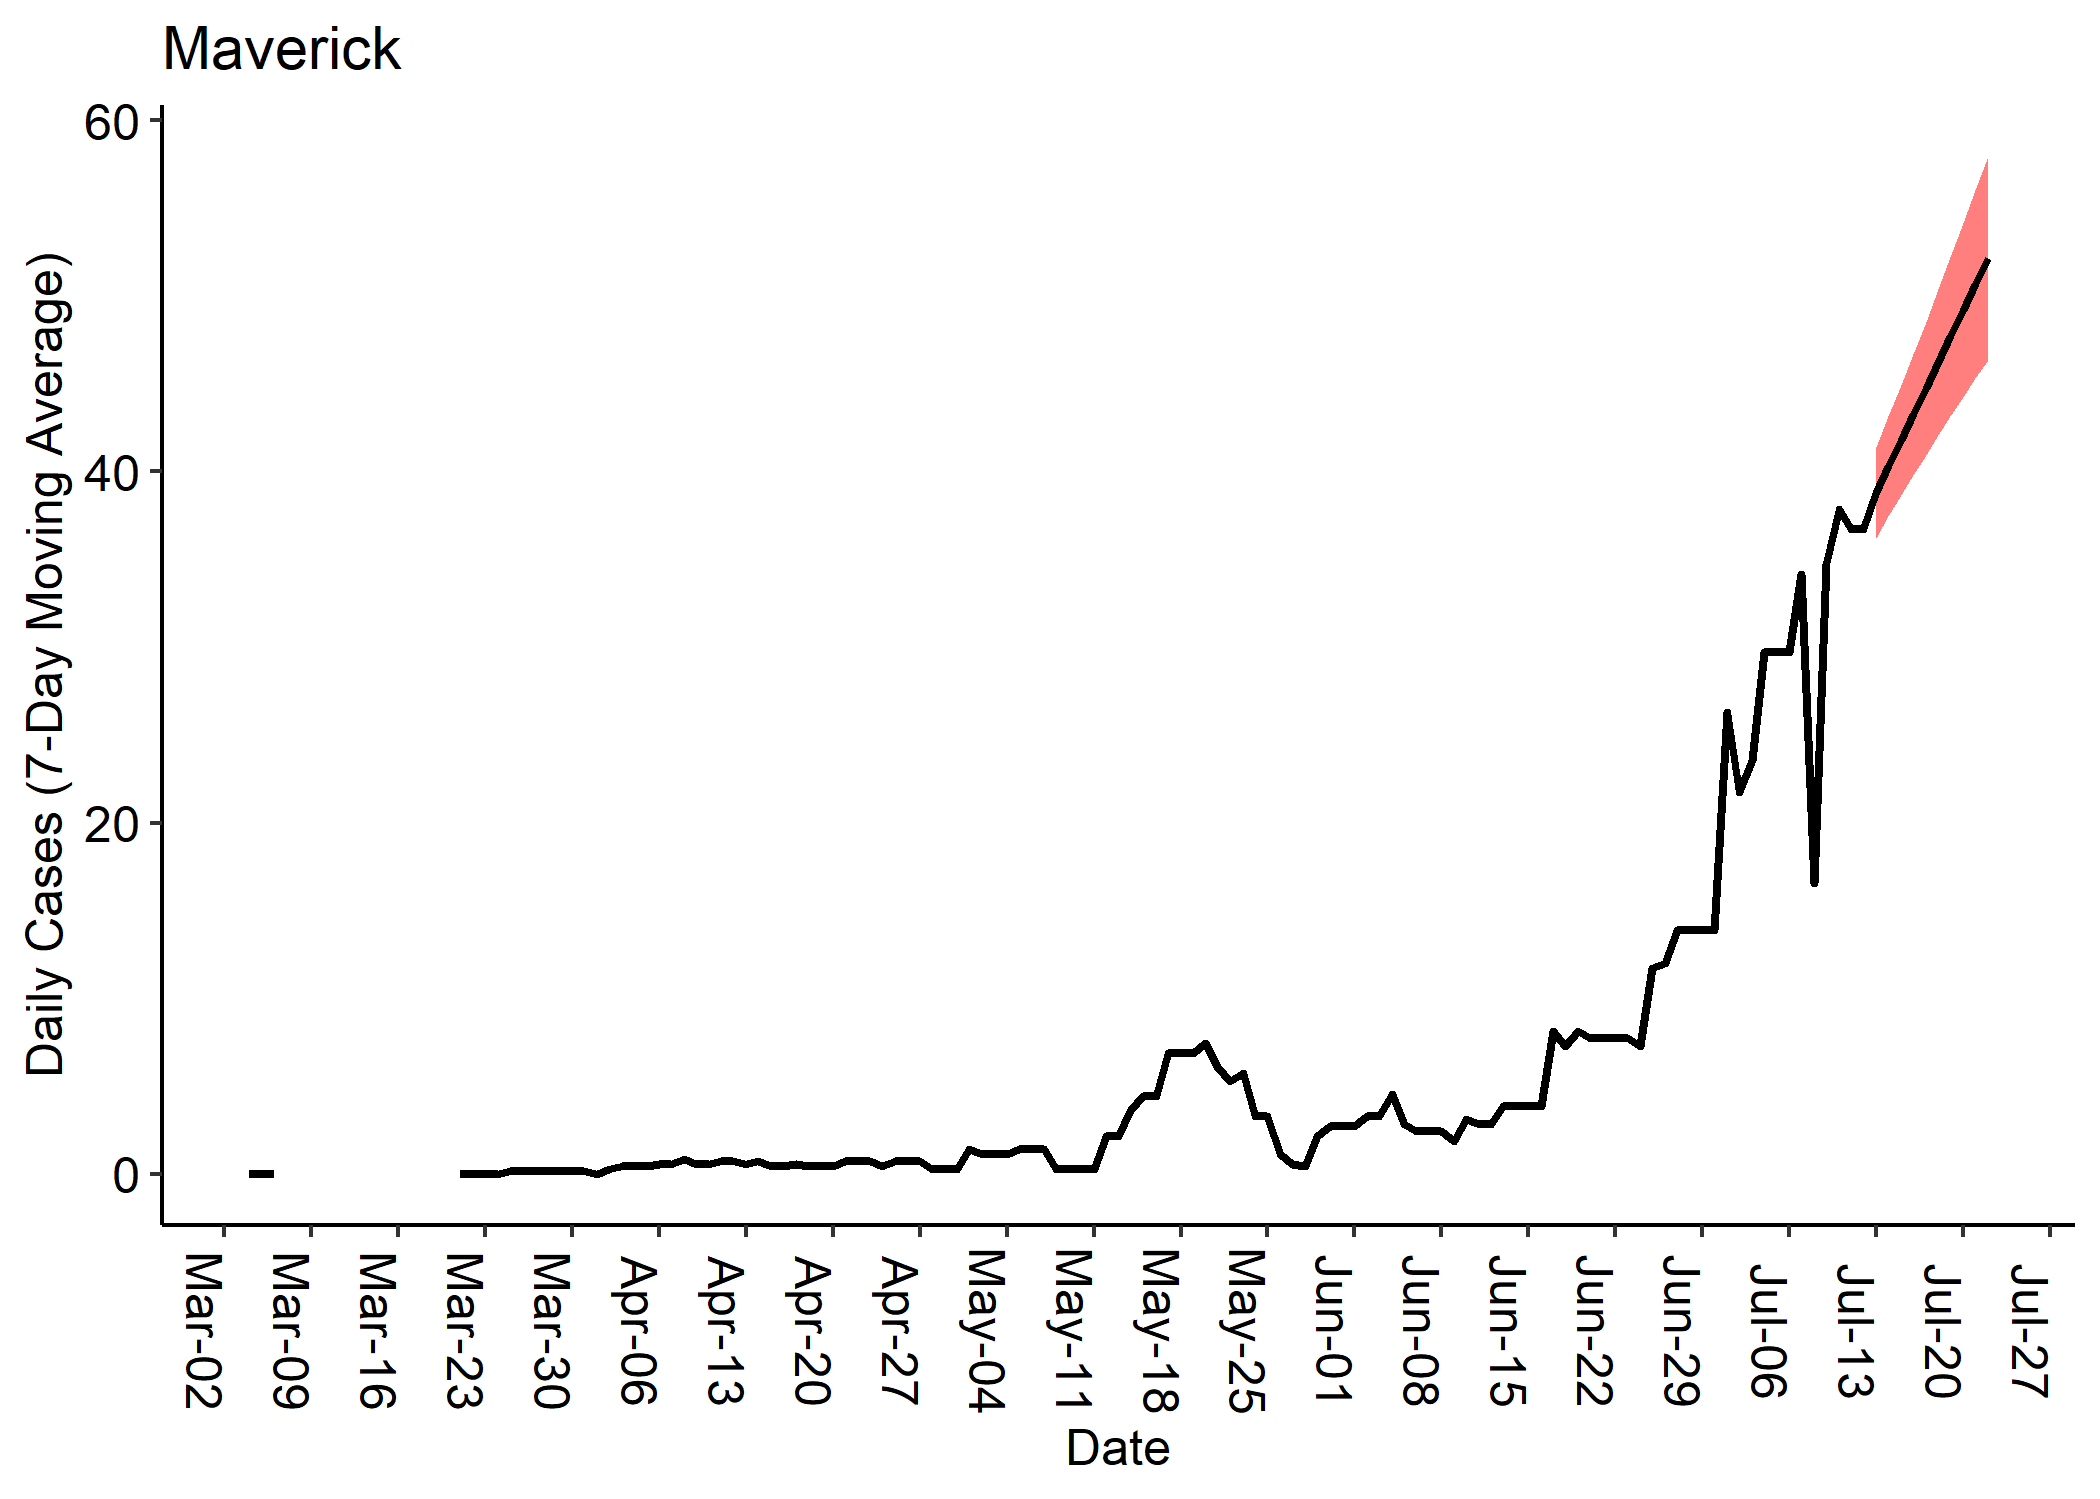 Maverick
Daily Cases (7-Day Moving Average)
60
40
20
0
Mar-02
Mar-09
Mar-16
Mar-23
Mar-30
Apr-06
Apr-13
Apr-20
Apr-27
May-04
May-11
May-18
May-25
Jun-01
Jun-08
Jun-15
Jun-22
Jun-29
Jul-06
Jul-13
Jul-20
Jul-27
Date